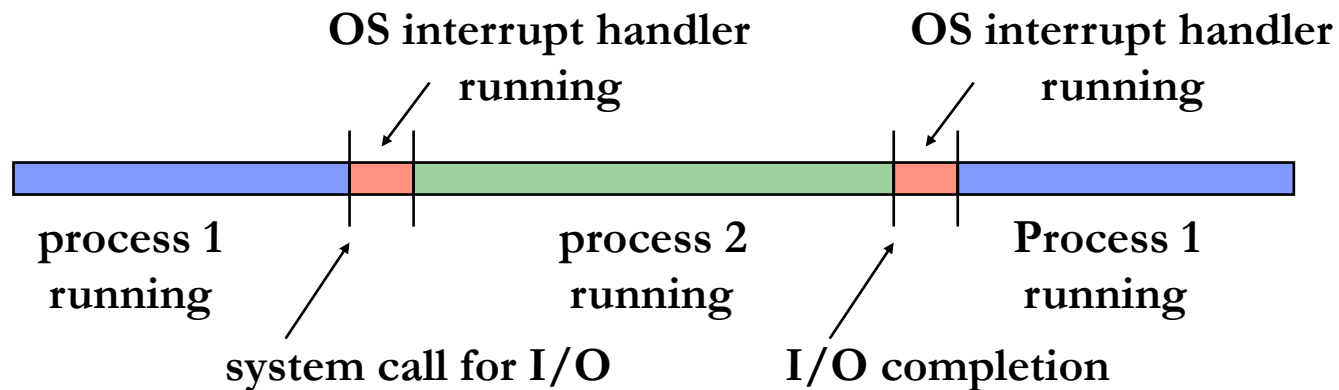 OS interrupt handler
running
OS interrupt handler
running
process 1
running
process 2
running
Process 1
running
system call for I/O
I/O completion